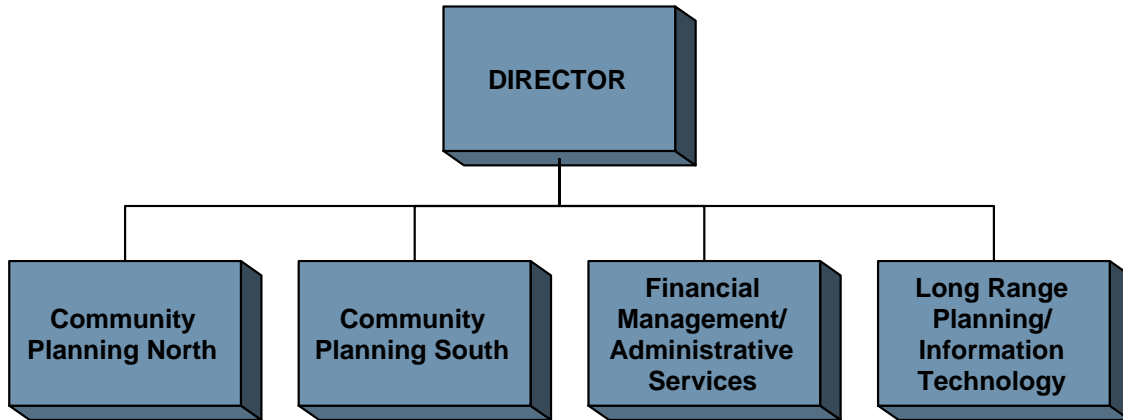 DIRECTOR
Community
Planning North
Community
Planning South
Financial
Management/
Administrative
Services
Long Range
Planning/
Information
Technology